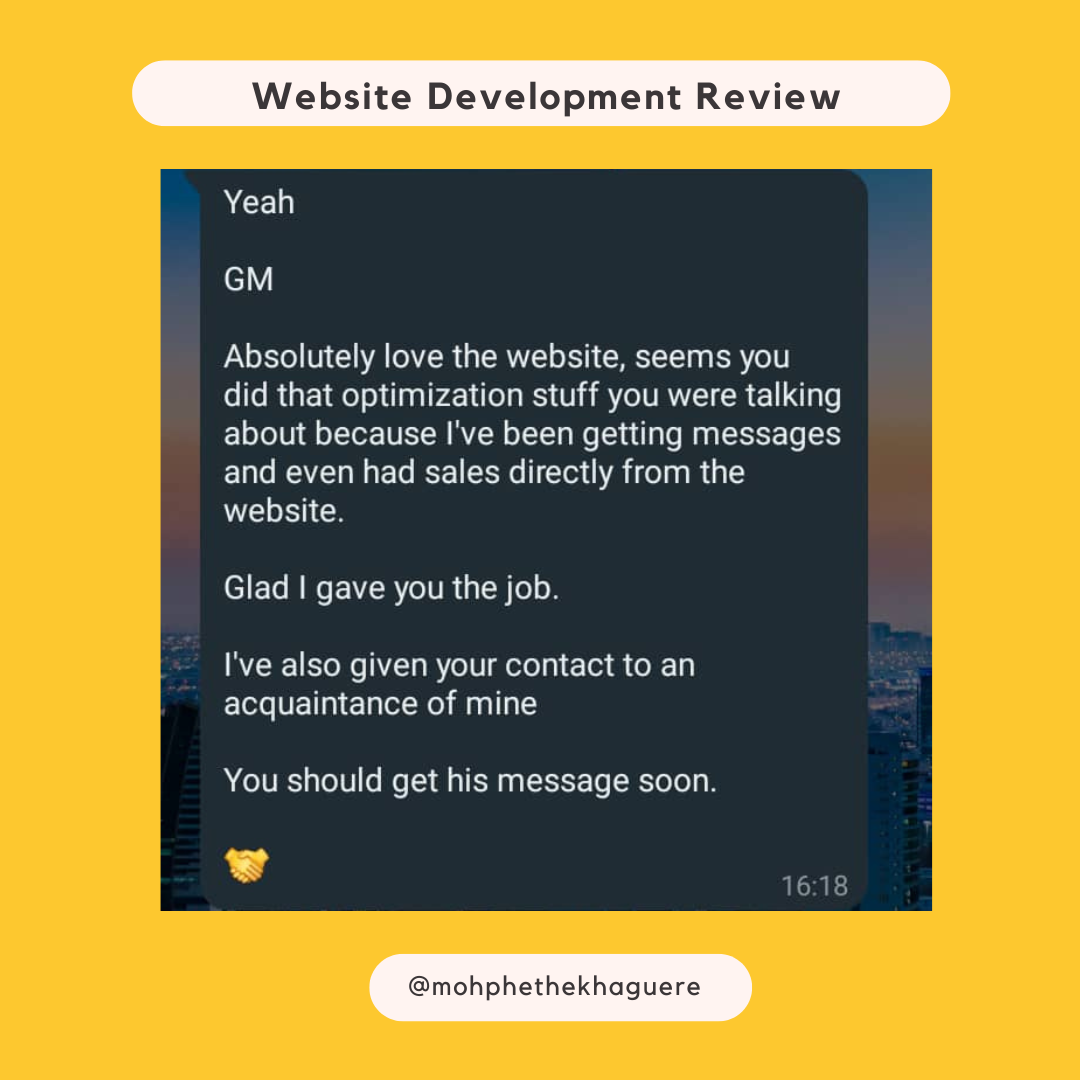 Website Development Review
Yeah
GM
Absolutely love the website, seems you
did that optimization stuff you were talking
about because I've been getting messages
and even had sales directly from the
website.
Glad I gave you the job.
I've also given your contact to an
acquaintance of mine
You should get his message soon.
🤝
16:18
@mohphethekhaguere